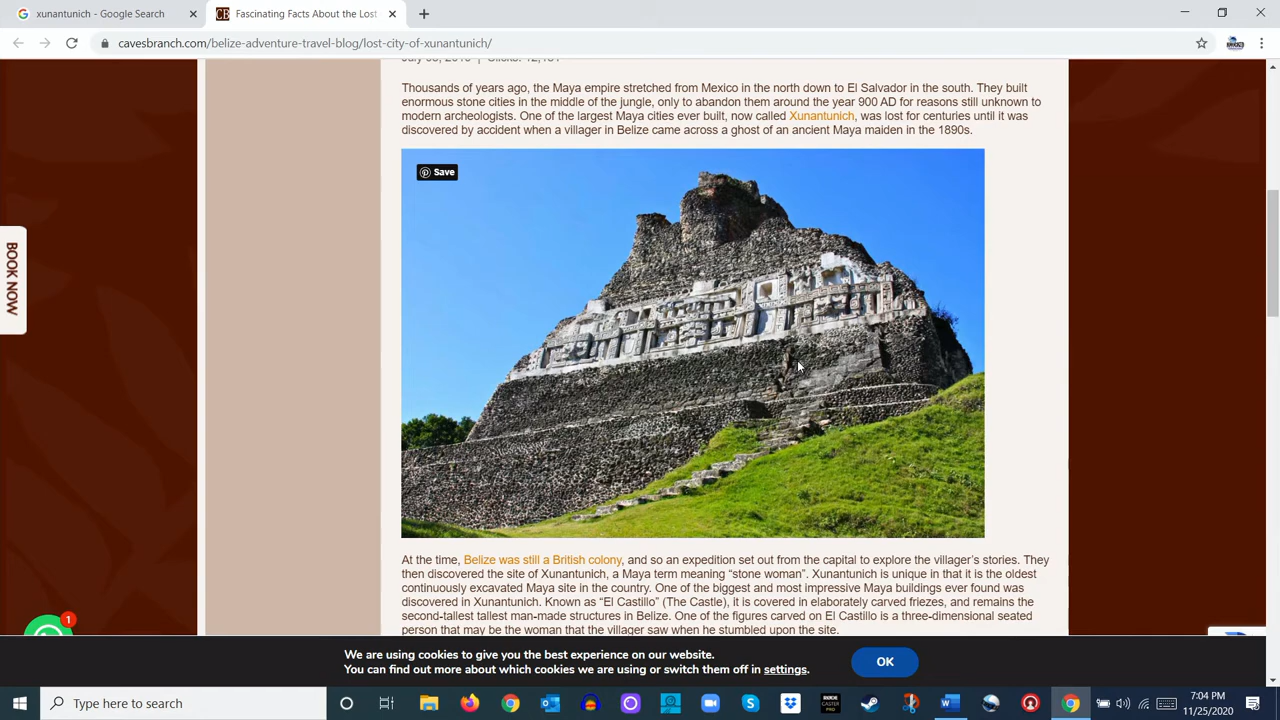 xunantunich - Google Search
Fascinating Facts About the Lost
cavesbranch.com/belize-adventure-travel-blog/lost-city-of-xunantunich/
Thousands of years ago, the Maya empire stretched from Mexico in the north down to El Salvador in the south. They built
enormous stone cities in the middle of the jungle, only to abandon them around the year 900 AD for reasons still unknown to
modern archeologists. One of the largest Maya cities ever built, now called Xunantunich, was lost for centuries until it was
discovered by accident when a villager in Belize came across a ghost of an ancient Maya maiden in the 1890s.
Save
BOOK NOW
At the time, Belize was still a British colony, and so an expedition set out from the capital to explore the villager's stories. They
then discovered the site of Xunantunich, a Maya term meaning “stone woman”. Xunantunich is unique in that it is the oldest
continuously excavated Maya site in the country. One of the biggest and most impressive Maya buildings ever found was
discovered in Xunantunich. Known as “El Castillo” (The Castle), it is covered in elaborately carved friezes, and remains the
second-tallest tallest man-made structures in Belize. One of the figures carved on El Castillo is a three-dimensional seated
person that may be the woman that the villager saw when he stumbled upon the site.
1
We are using cookies to give you the best experience on our website.
You can find out more about which cookies we are using or switch them off in settings.
OK
Type here to search
7:04 PM
11/25/2020